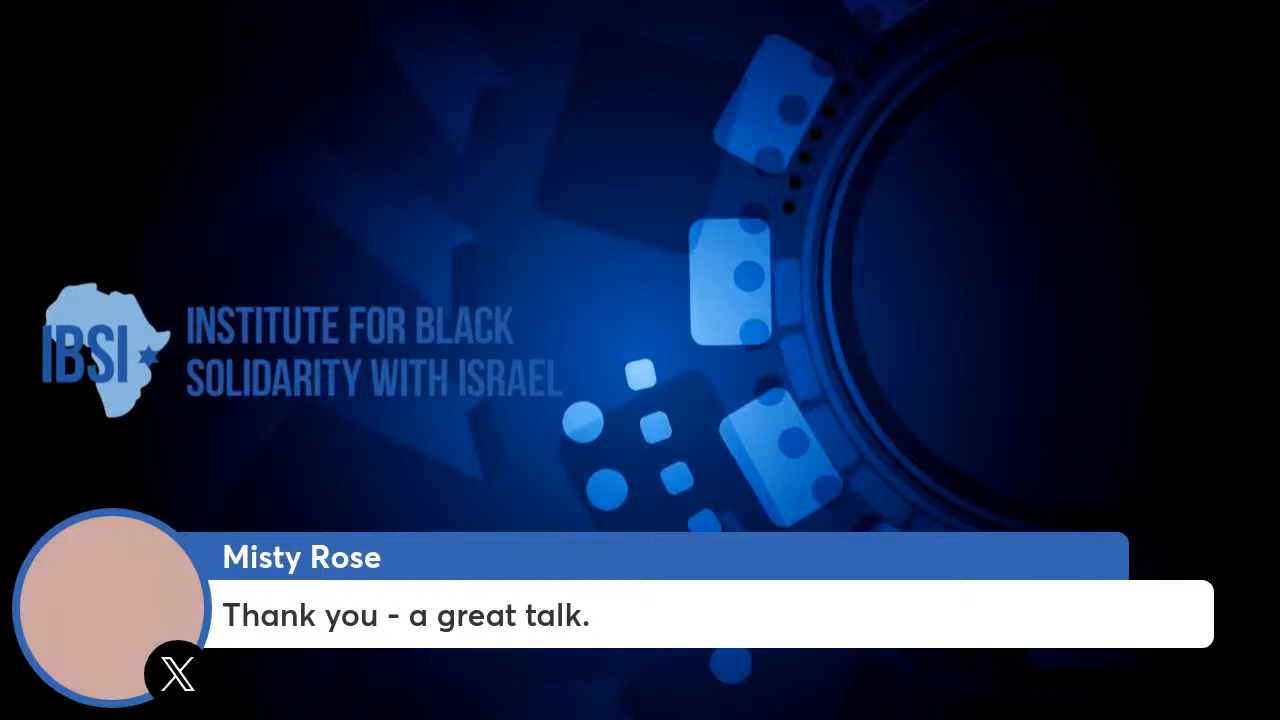 IBSI
INSTITUTE FOR BLACK
SOLIDARITY WITH ISRAEL
Misty Rose
Thank you - a great talk.